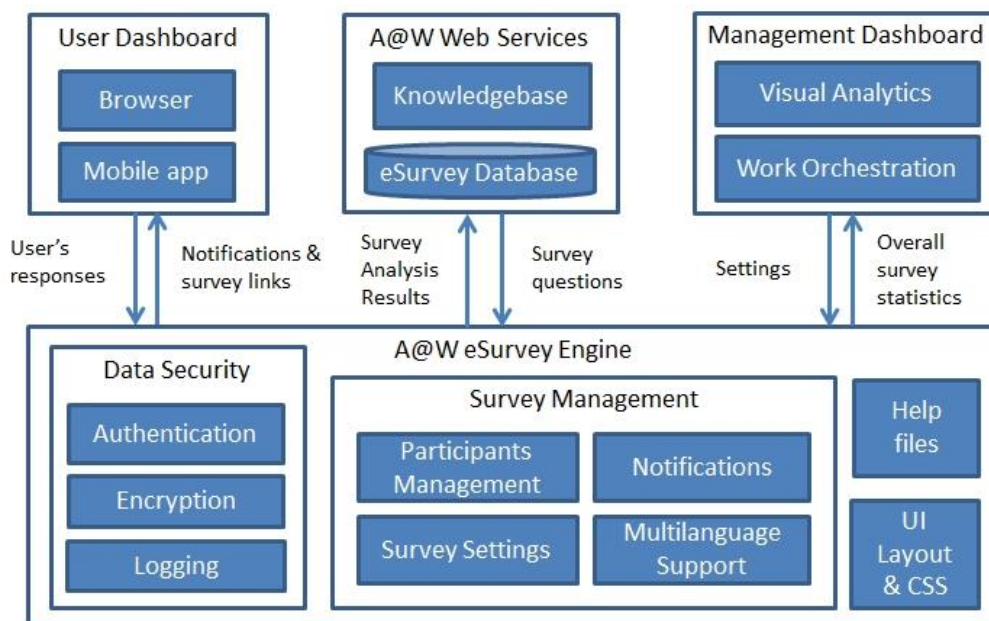 User Dashboard
Browser
Mobile app
A@W Web Services
Knowledgebase
eSurvey Database
Management Dashboard
Visual Analytics
Work Orchestration
User's
responses
Notifications &
survey links
Survey
Analysis
Results
Survey
questions
Settings
Overall
survey
statistics
A@W eSurvey Engine
Data Security
Authentication
Encryption
Logging
Survey Management
Participants
Management
Notifications
Survey Settings
Multilanguage
Support
Help
files
UI
Layout
& CSS